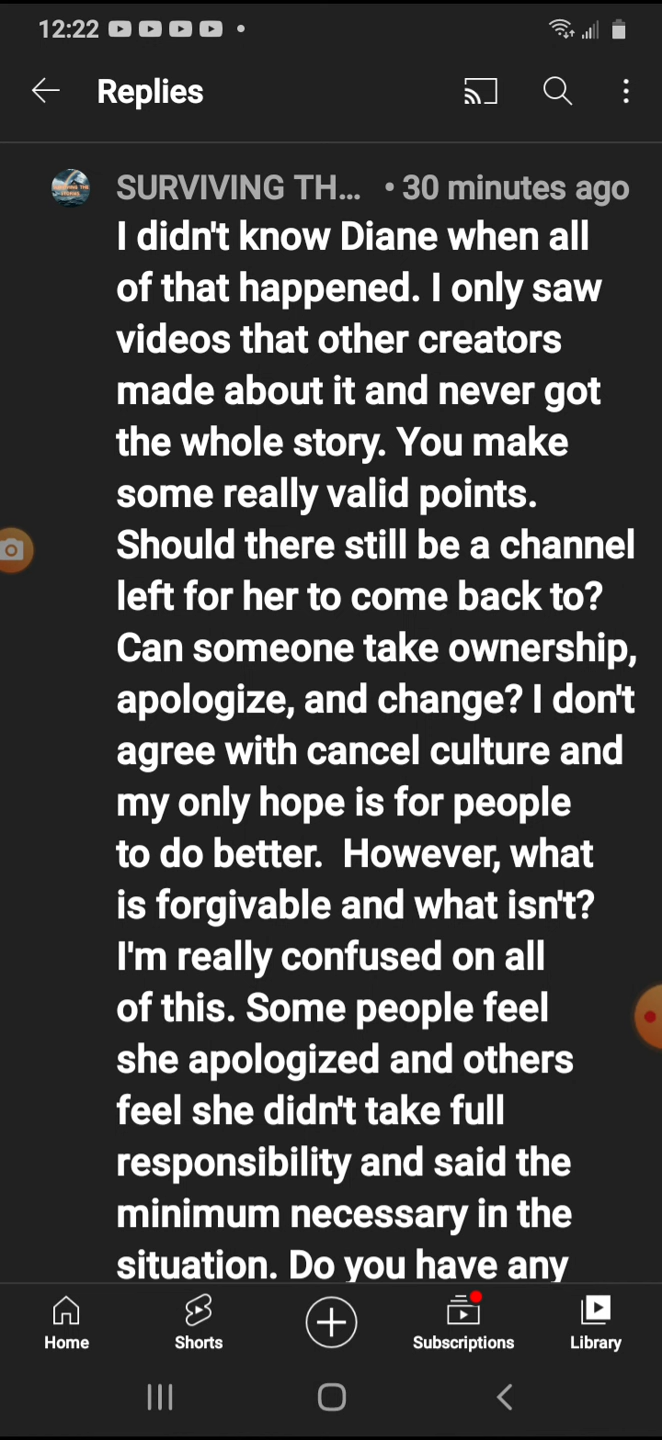 12:22
Replies
SURVIVING TH... • 30 minutes ago
I didn't know Diane when all
of that happened. I only saw
videos that other creators
made about it and never got
the whole story. You make
some really valid points.
Should there still be a channel
left for her to come back to?
Can someone take ownership,
apologize, and change? I don't
agree with cancel culture and
my only hope is for people
to do better.  However, what
is forgivable and what isn't?
I'm really confused on all
of this. Some people feel
she apologized and others
feel she didn't take full
responsibility and said the
minimum necessary in the
situation. Do you have any
Home
Shorts
Subscriptions
Library